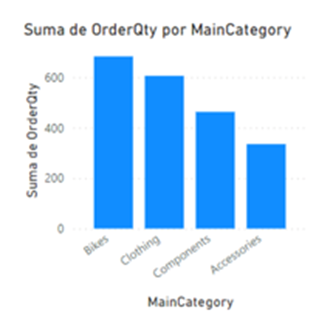 Suma de OrderQty por MainCategory
Suma de OrderQty
600
400
200
0
Bikes
Clothing
Components
Accessories
MainCategory